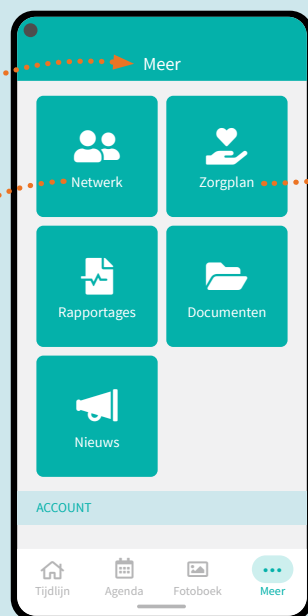 Meer
Netwerk Zorgplan
Rapportages Documenten
Nieuws
ACCOUNT
Tijdlijn Agenda Fotoboek Meer